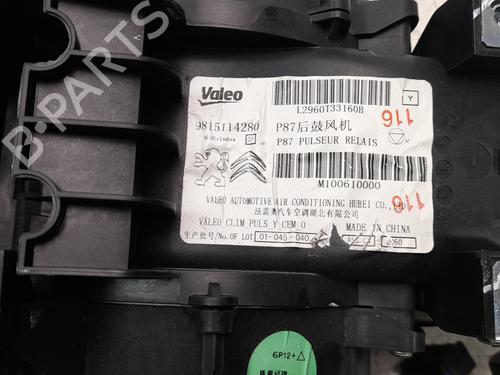 Valeo
L2960T33160B
Y
9815114280
P87后鼓风机
116
P87 PULSEUR RELAIS
R
M100610000
116
VALEO AUTOMOTIVE AIR CONDITIONING HUBEI CO.,
法雷奥汽车空调湖北有限公司
VALEO CLIM PULS Y CEM 0
MADE IN CHINA
生产批号/No. OF LOT
01-045-040
6P12+△